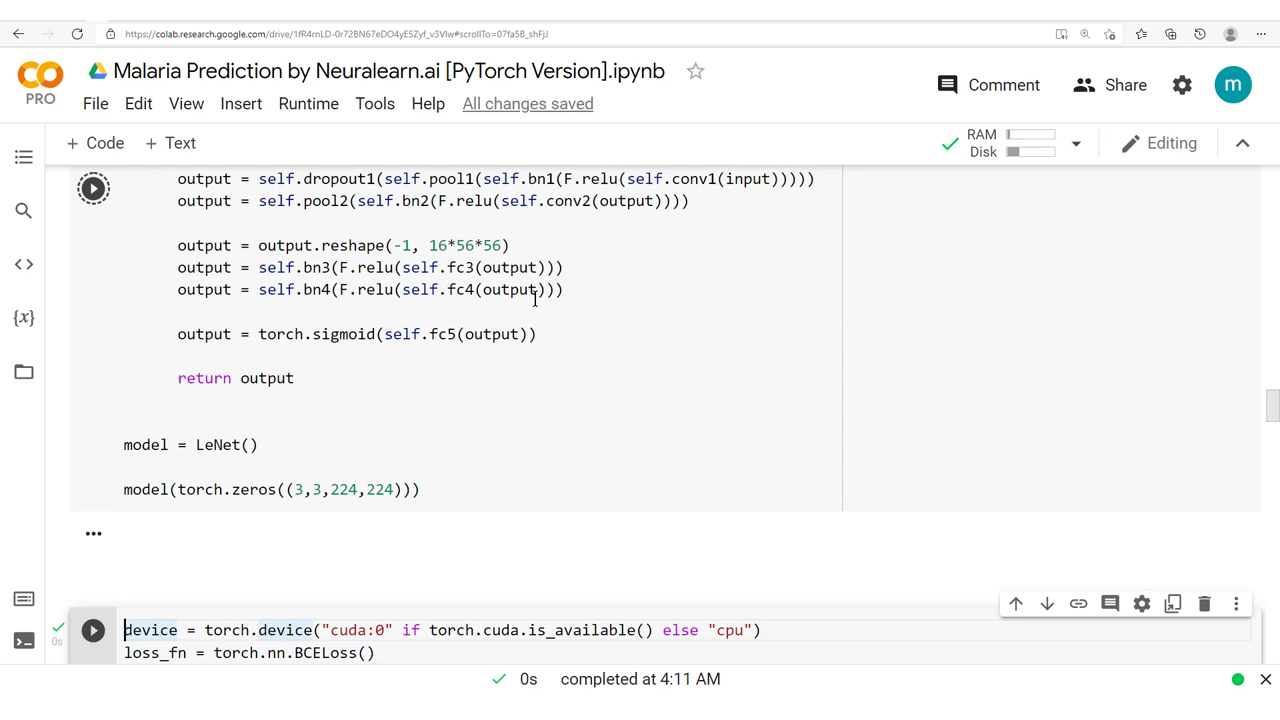 https://colab.research.google.com/drive/1fR4rnLD-0r72BN67eDO4yE5Zyf_v3Vlw#scrollTo=07fa5B_shFjJ
CO
PRO
Malaria Prediction by Neuralearn.ai [PyTorch Version].ipynb
Comment
Share
m
File Edit View Insert Runtime Tools Help All changes saved
+ Code + Text
RAM
Disk
Editing
output = self.dropout1(self.pool1(self.bn1(F.relu(self.conv1(input)))))
output = self.pool2(self.bn2(F.relu(self.conv2(output))))
output = output.reshape(-1, 16*56*56)
output = self.bn3(F.relu(self.fc3(output)))
output = self.bn4(F.relu(self.fc4(output)))
output = torch.sigmoid(self.fc5(output))
return output
model = LeNet()
model(torch.zeros((3,3,224,224)))
device = torch.device("cuda:0" if torch.cuda.is_available() else "cpu")
0s
loss_fn = torch.nn.BCELoss()
0s completed at 4:11 AM